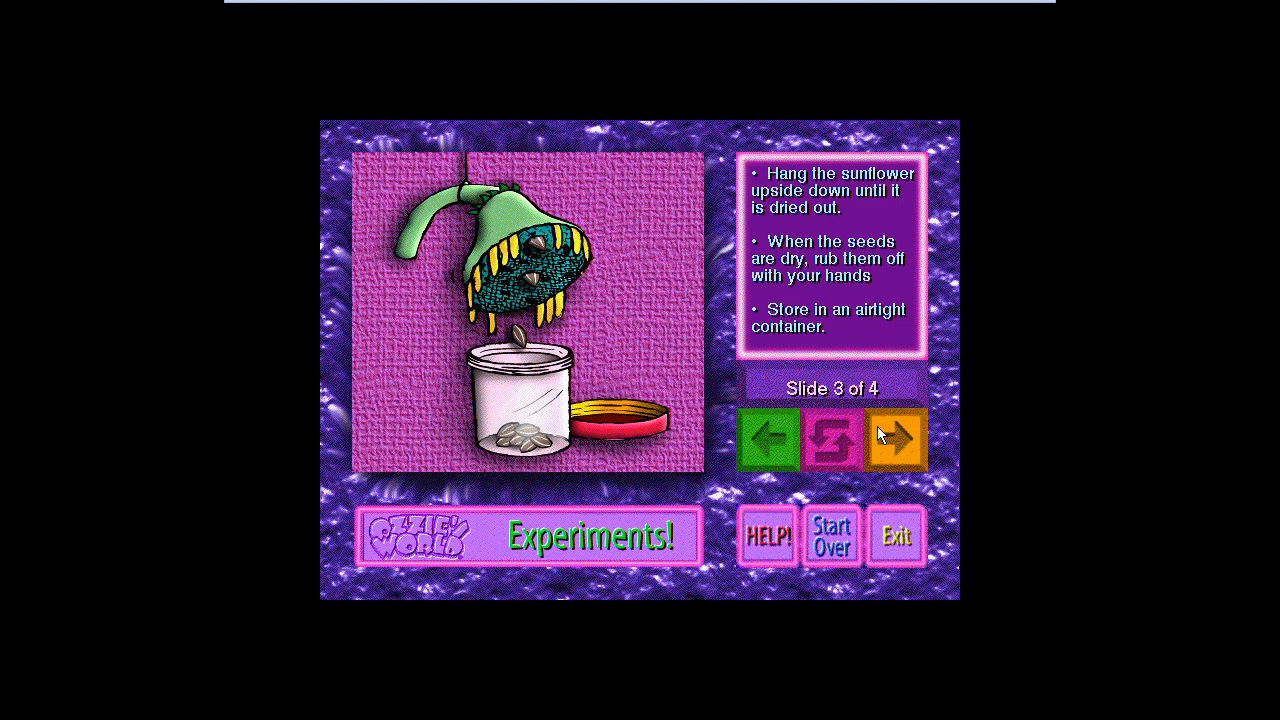 • Hang the sunflower
upside down until it
is dried out.
• When the seeds
are dry, rub them off
with your hands
• Store in an airtight
container.
Slide 3 of 4
OZZIE'S
WORLD
Experiments!
HELP!
Start
Over
Exit